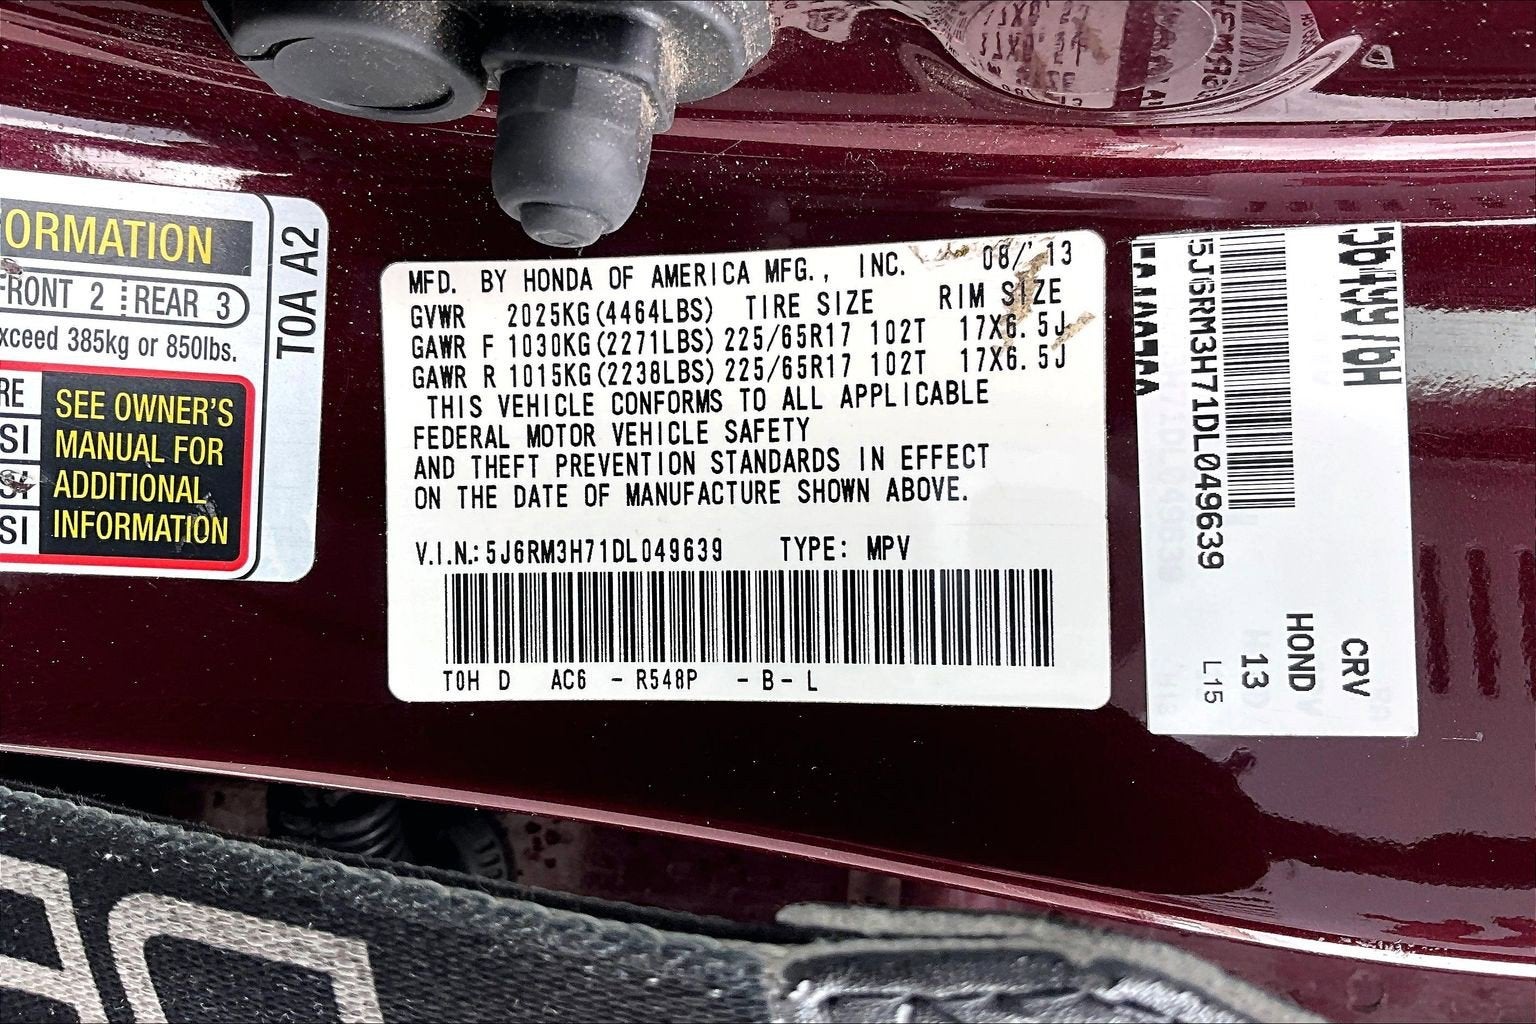 ORMATION
FRONT 2 REAR 3
xceed 385kg or 850lbs.
RE
SI
SI
SI
SEE OWNER'S
MANUAL FOR
ADDITIONAL
INFORMATION
T0A A2
MFD. BY HONDA OF AMERICA MFG., INC. 08/'13
GVWR 2025KG(4464LBS) TIRE SIZE RIM SIZE
GAWR F 1030KG(2271LBS) 225/65R17 102T 17X6.5J
GAWR R 1015KG(2238LBS) 225/65R17 102T 17X6.5J
THIS VEHICLE CONFORMS TO ALL APPLICABLE
FEDERAL MOTOR VEHICLE SAFETY
AND THEFT PREVENTION STANDARDS IN EFFECT
ON THE DATE OF MANUFACTURE SHOWN ABOVE.
V.I.N.: 5J6RM3H71DL049639 TYPE: MPV
T0H D AC6 - R548P - B - L
5J6RM3H71DL049639
CRV
HOND
13
L15